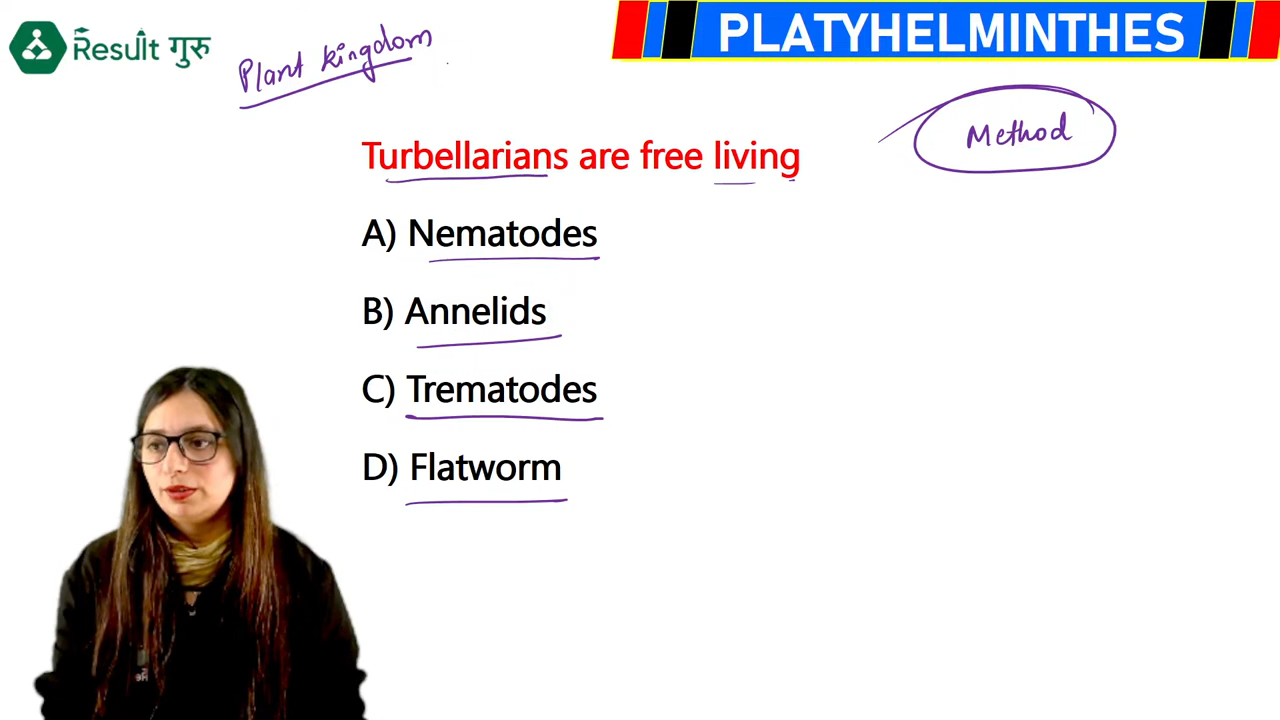 Result गुरु
Plant kingdom
PLATYHELMINTHES
Method
Turbellarians are free living
A) Nematodes
B) Annelids
C) Trematodes
D) Flatworm